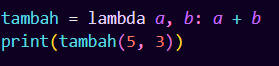 tambah = lambda a, b: a + b
print(tambah(5, 3))